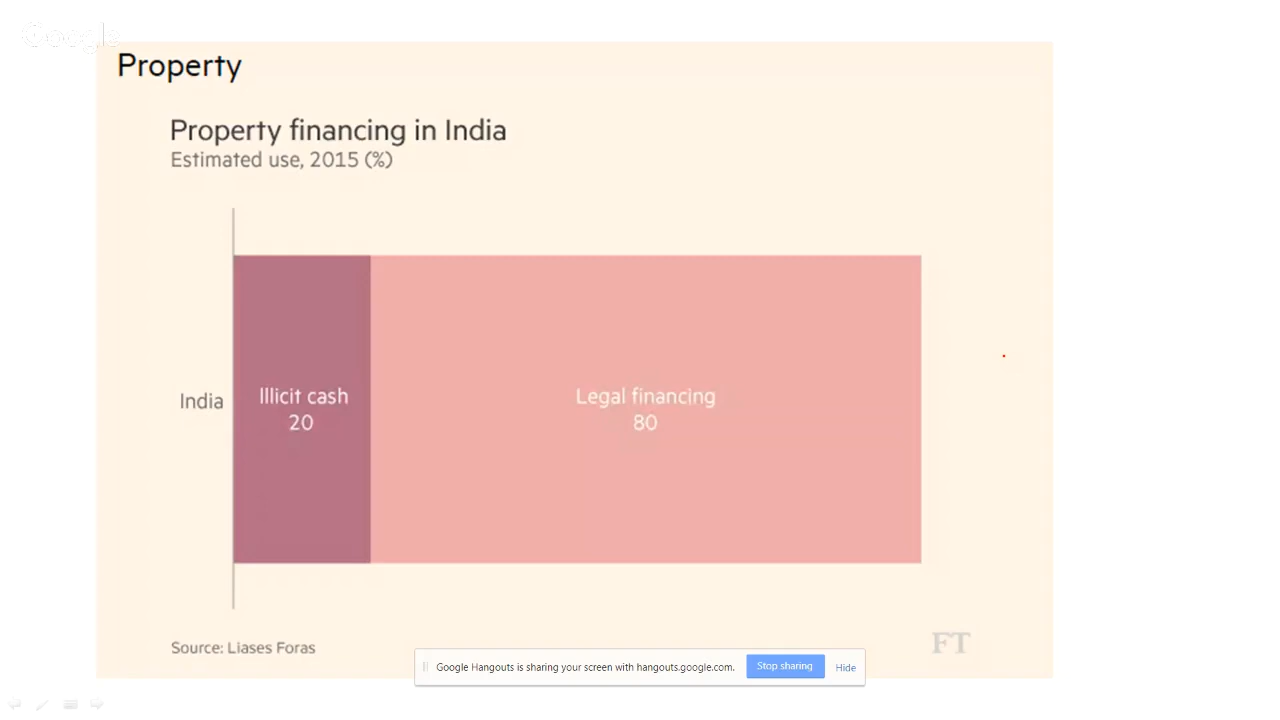 Google
Property
Property financing in India
Estimated use, 2015 (%)
India
Illicit cash
20
Legal financing
80
Source: Liases Foras
FT
Google Hangouts is sharing your screen with hangouts.google.com.
Stop sharing
Hide